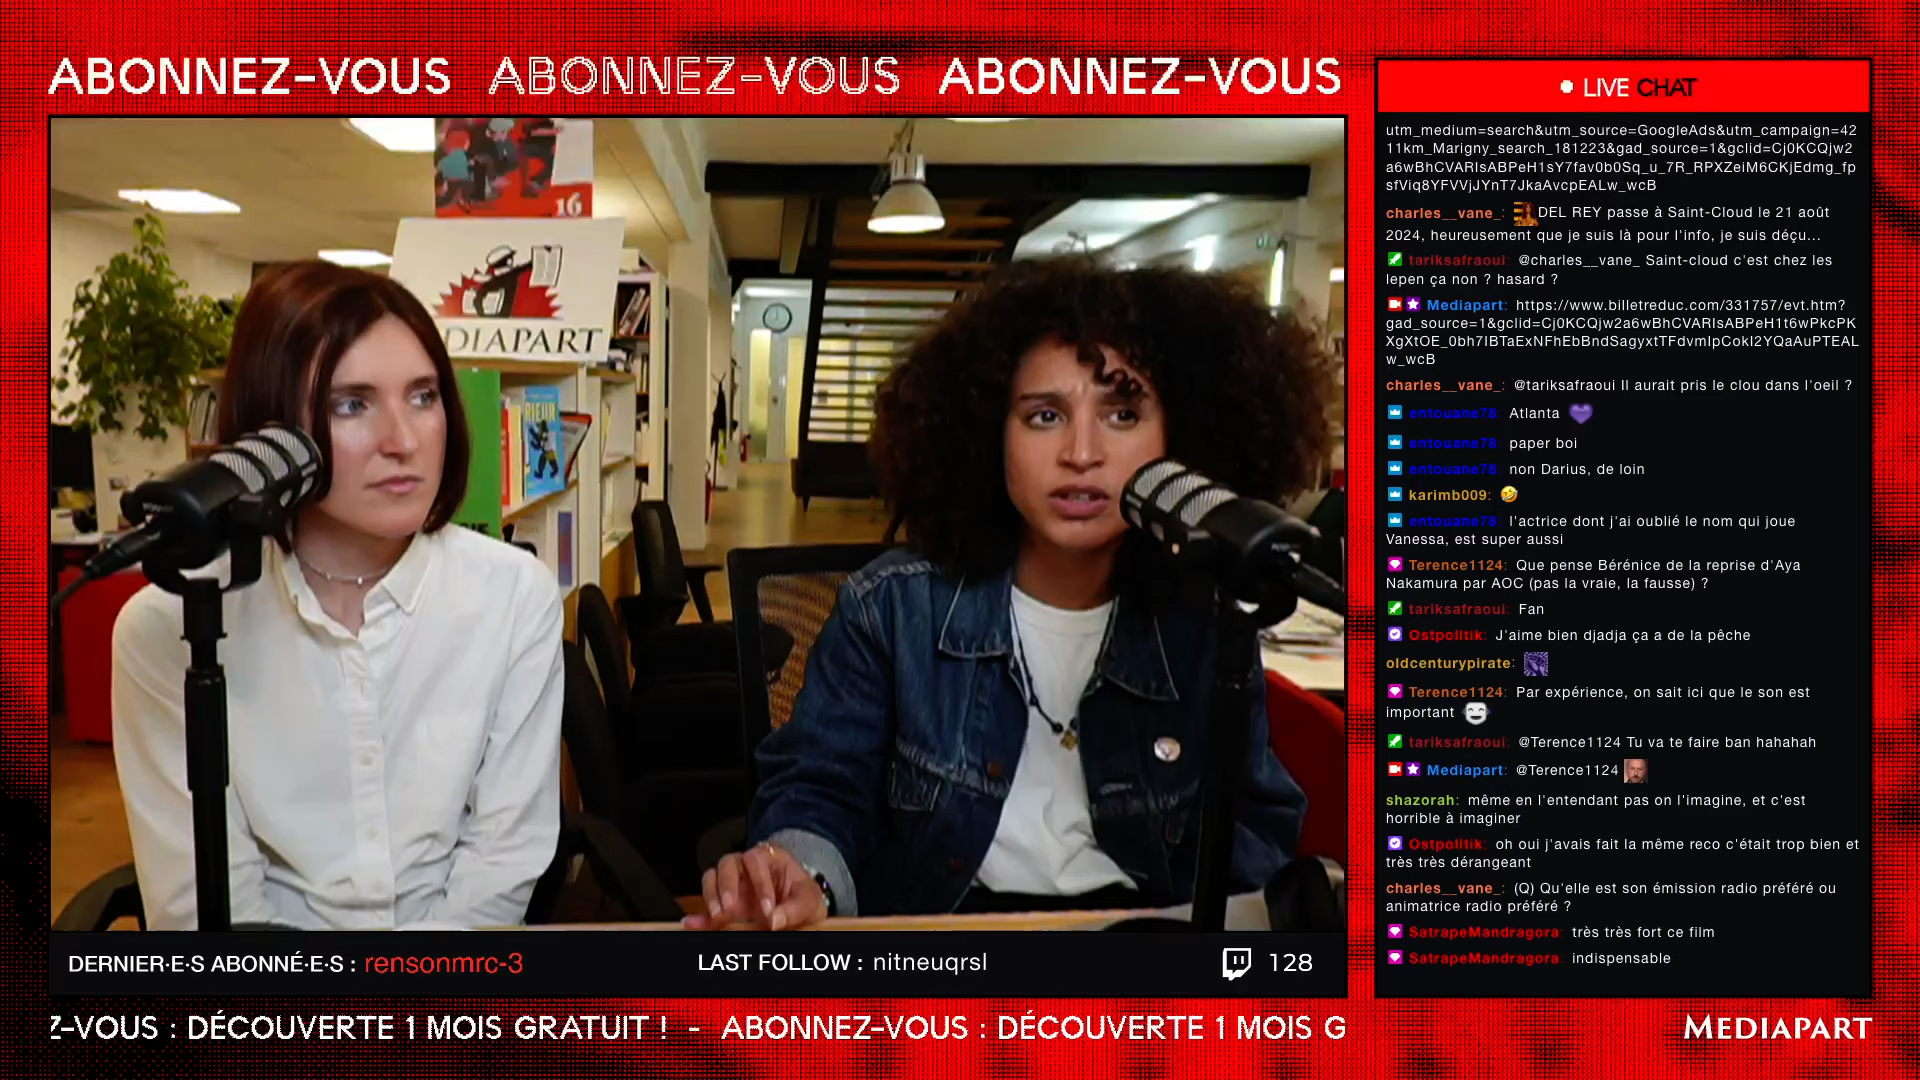 ABONNEZ-VOUS ABONNEZ-VOUS ABONNEZ-VOUS
16
DIAPART
RIEUR
DERNIER·E·S ABONNÉ·E·S : rensonmrc-3
LAST FOLLOW : nitneuqrsl
128
Z-VOUS : DÉCOUVERTE 1 MOIS GRATUIT ! - ABONNEZ-VOUS : DÉCOUVERTE 1 MOIS G
LIVE CHAT
utm_medium=search&utm_source=GoogleAds&utm_campaign=42
11km_Marigny_search_181223&gad_source=1&gclid=Cj0KCQjw2
a6wBhCVARIsABPeH1sY7fav0b0Sq_u_7R_RPXZeiM6CKjEdmg_fp
sfViq8YFVVjJYnT7JkaAvcpEALw_wcB
charles__vane_: DEL REY passe à Saint-Cloud le 21 août
2024, heureusement que je suis là pour l'info, je suis déçu...
tariksafraoui: @charles__vane_ Saint-cloud c'est chez les
lepen ça non ? hasard ?
Mediapart: https://www.billetreduc.com/331757/evt.htm?
gad_source=1&gclid=Cj0KCQjw2a6wBhCVARIsABPeH1t6wPkcPK
XgXtOE_0bh7IBTaExNFhEbBndSagyxtTFdvmIpCokI2YQaAuPTEAL
w_wcB
charles__vane_: @tariksafraoui Il aurait pris le clou dans l'oeil ?
entouane78: Atlanta
entouane78: paper boi
entouane78: non Darius, de loin
karimb009:
entouane78: l'actrice dont j'ai oublié le nom qui joue
Vanessa, est super aussi
Terence1124: Que pense Bérénice de la reprise d'Aya
Nakamura par AOC (pas la vraie, la fausse) ?
tariksafraoui: Fan
Ostpolitik: J'aime bien djadja ça a de la pêche
oldcenturypirate:
Terence1124: Par expérience, on sait ici que le son est
important
tariksafraoui: @Terence1124 Tu va te faire ban hahahah
Mediapart: @Terence1124
shazorah: même en l'entendant pas on l'imagine, et c'est
horrible à imaginer
Ostpolitik: oh oui j'avais fait la même reco c'était trop bien et
très très dérangeant
charles__vane_: (Q) Qu'elle est son émission radio préféré ou
animatrice radio préféré ?
SatrapeMandragora: très très fort ce film
SatrapeMandragora: indispensable
MEDIAPART